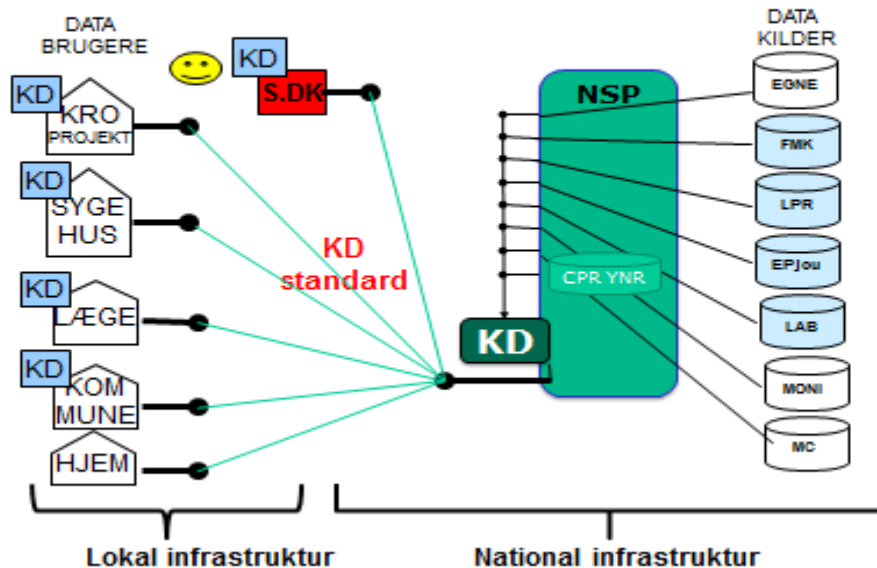 DATA
BRUGERE
KD
KRO
PROJEKT
KD
SYGE
HUS
KD
LÆGE
KD
KOM
MUNE
HJEM
KD
S.DK
KD
standard
NSP
CPR YNR
KD
DATA
KILDER
EGNE
FMK
LPR
EPJou
LAB
MONI
MC
Lokal infrastruktur
National infrastruktur